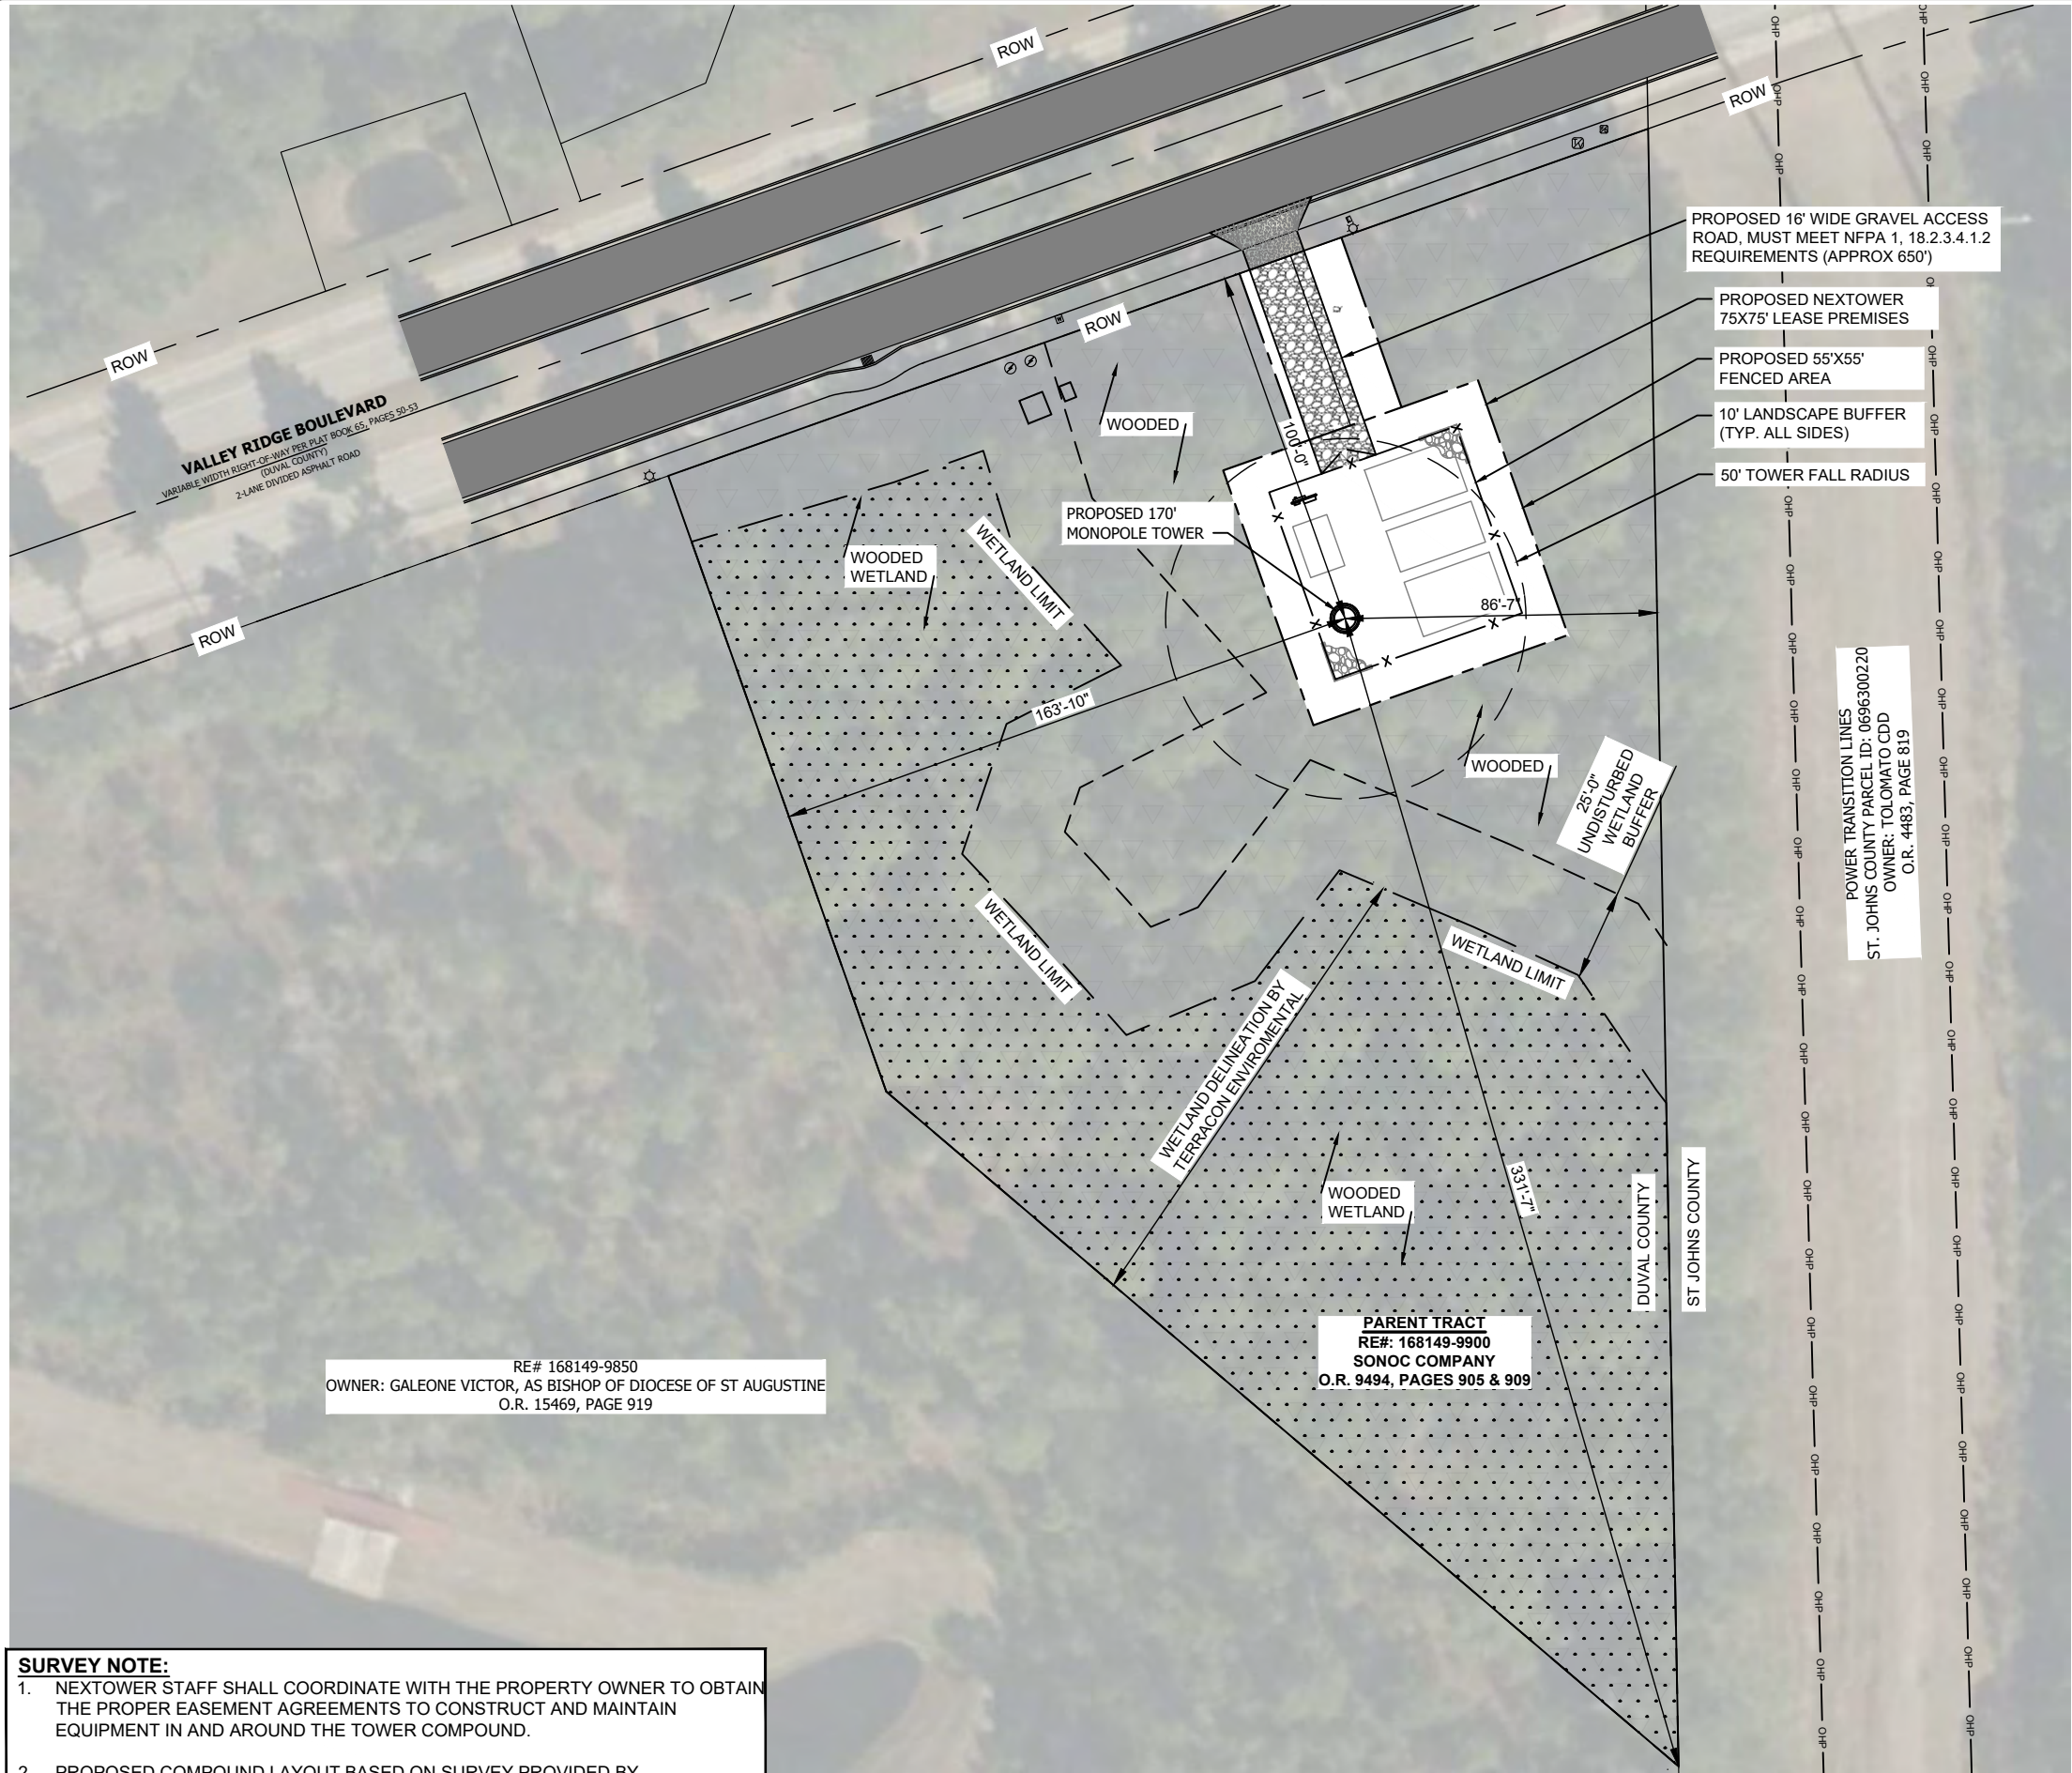 ROW
ROW
PROPOSED 16' WIDE GRAVEL ACCESS
ROAD, MUST MEET NFPA 1, 18.2.3.4.1.2
REQUIREMENTS (APPROX 650')
PROPOSED NEXTOWER
75X75' LEASE PREMISES
PROPOSED 55'X55'
FENCED AREA
10' LANDSCAPE BUFFER
(TYP. ALL SIDES)
50' TOWER FALL RADIUS
ROW
ROW
VALLEY RIDGE BOULEVARD
VARIABLE WIDTH RIGHT-OF-WAY PER PLAT BOOK 65, PAGES 50-53
(DUVAL COUNTY)
2-LANE DIVIDED ASPHALT ROAD
ROW
WOODED
100'-0"
PROPOSED 170'
MONOPOLE TOWER
WOODED
WETLAND
WETLAND LIMIT
86'-7"
163'-10"
WOODED
25'-0"
UNDISTURBED
WETLAND
BUFFER
POWER TRANSITION LINES
ST. JOHNS COUNTY PARCEL ID: 0696300220
OWNER: TOLOMATO CDD
O.R. 4483, PAGE 819
WETLAND LIMIT
WETLAND LIMIT
WETLAND DELINEATION BY
TERRACON ENVIROMENTAL
WOODED
WETLAND
331'-7"
DUVAL COUNTY
ST JOHNS COUNTY
PARENT TRACT
RE#: 168149-9900
SONOC COMPANY
O.R. 9494, PAGES 905 & 909
RE# 168149-9850
OWNER: GALEONE VICTOR, AS BISHOP OF DIOCESE OF ST AUGUSTINE
O.R. 15469, PAGE 919
OHP
OHP
SURVEY NOTE:
1. NEXTOWER STAFF SHALL COORDINATE WITH THE PROPERTY OWNER TO OBTAIN
THE PROPER EASEMENT AGREEMENTS TO CONSTRUCT AND MAINTAIN
EQUIPMENT IN AND AROUND THE TOWER COMPOUND.
2. PROPOSED COMPOUND LAYOUT BASED ON SURVEY PROVIDED BY